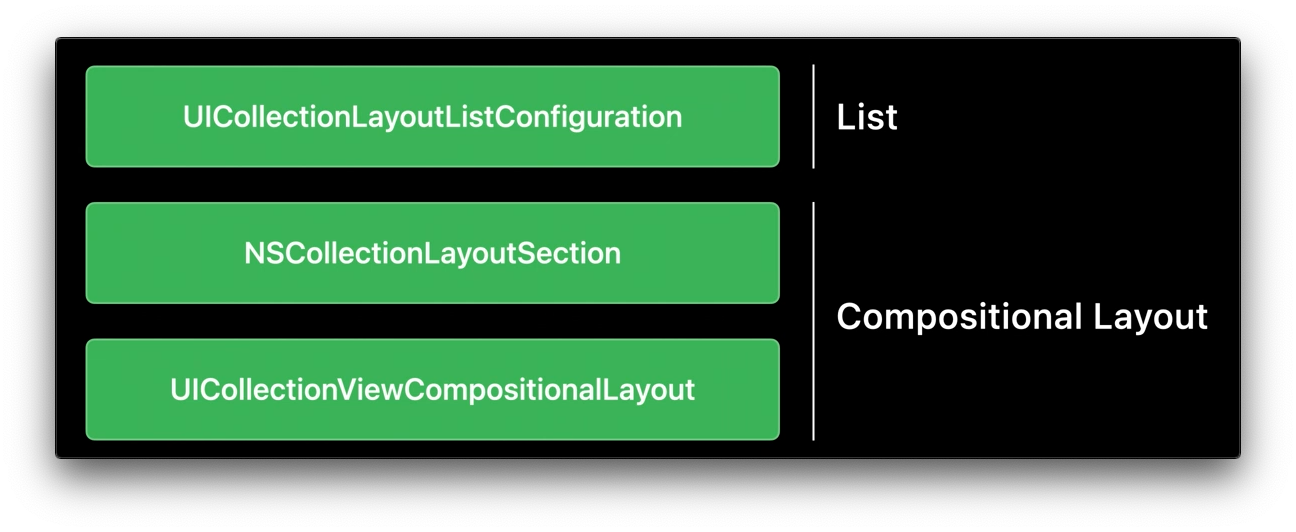 UICollectionLayoutListConfiguration
List
NSCollectionLayoutSection
Compositional Layout
UICollectionViewCompositionalLayout